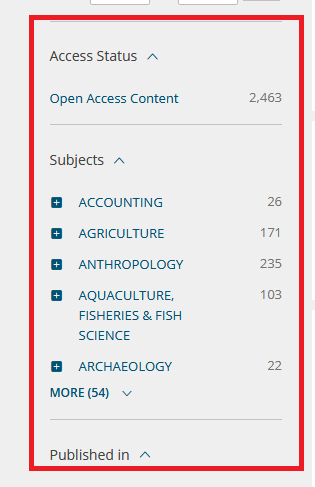 Access Status
Open Access Content 2,463
Subjects
ACCOUNTING 26
AGRICULTURE 171
ANTHROPOLOGY 235
AQUACULTURE, 103
FISHERIES & FISH
SCIENCE
ARCHAEOLOGY 22
MORE (54)
Published in